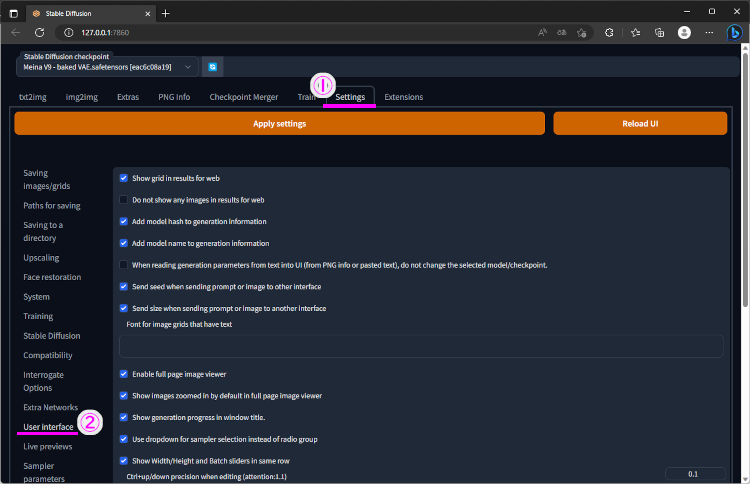 Stable Diffusion
127.0.0.1:7860
Stable Diffusion checkpoint
Meina V9 - baked VAE.safetensors [eac6c08a19]
①
txt2img img2img Extras PNG Info Checkpoint Merger Train Settings Extensions
Apply settings Reload UI
Saving
images/grids
Paths for saving
Saving to a
directory
Upscaling
Face restoration
System
Training
Stable Diffusion
Compatibility
Interrogate
Options
Extra Networks
User interface ②
Live previews
Sampler
parameters
Show grid in results for web
Do not show any images in results for web
Add model hash to generation information
Add model name to generation information
When reading generation parameters from text into UI (from PNG info or pasted text), do not change the selected model/checkpoint.
Send seed when sending prompt or image to other interface
Send size when sending prompt or image to another interface
Font for image grids that have text
Enable full page image viewer
Show images zoomed in by default in full page image viewer
Show generation progress in window title.
Use dropdown for sampler selection instead of radio group
Show Width/Height and Batch sliders in same row
Ctrl+up/down precision when editing (attention:1.1) 0.1